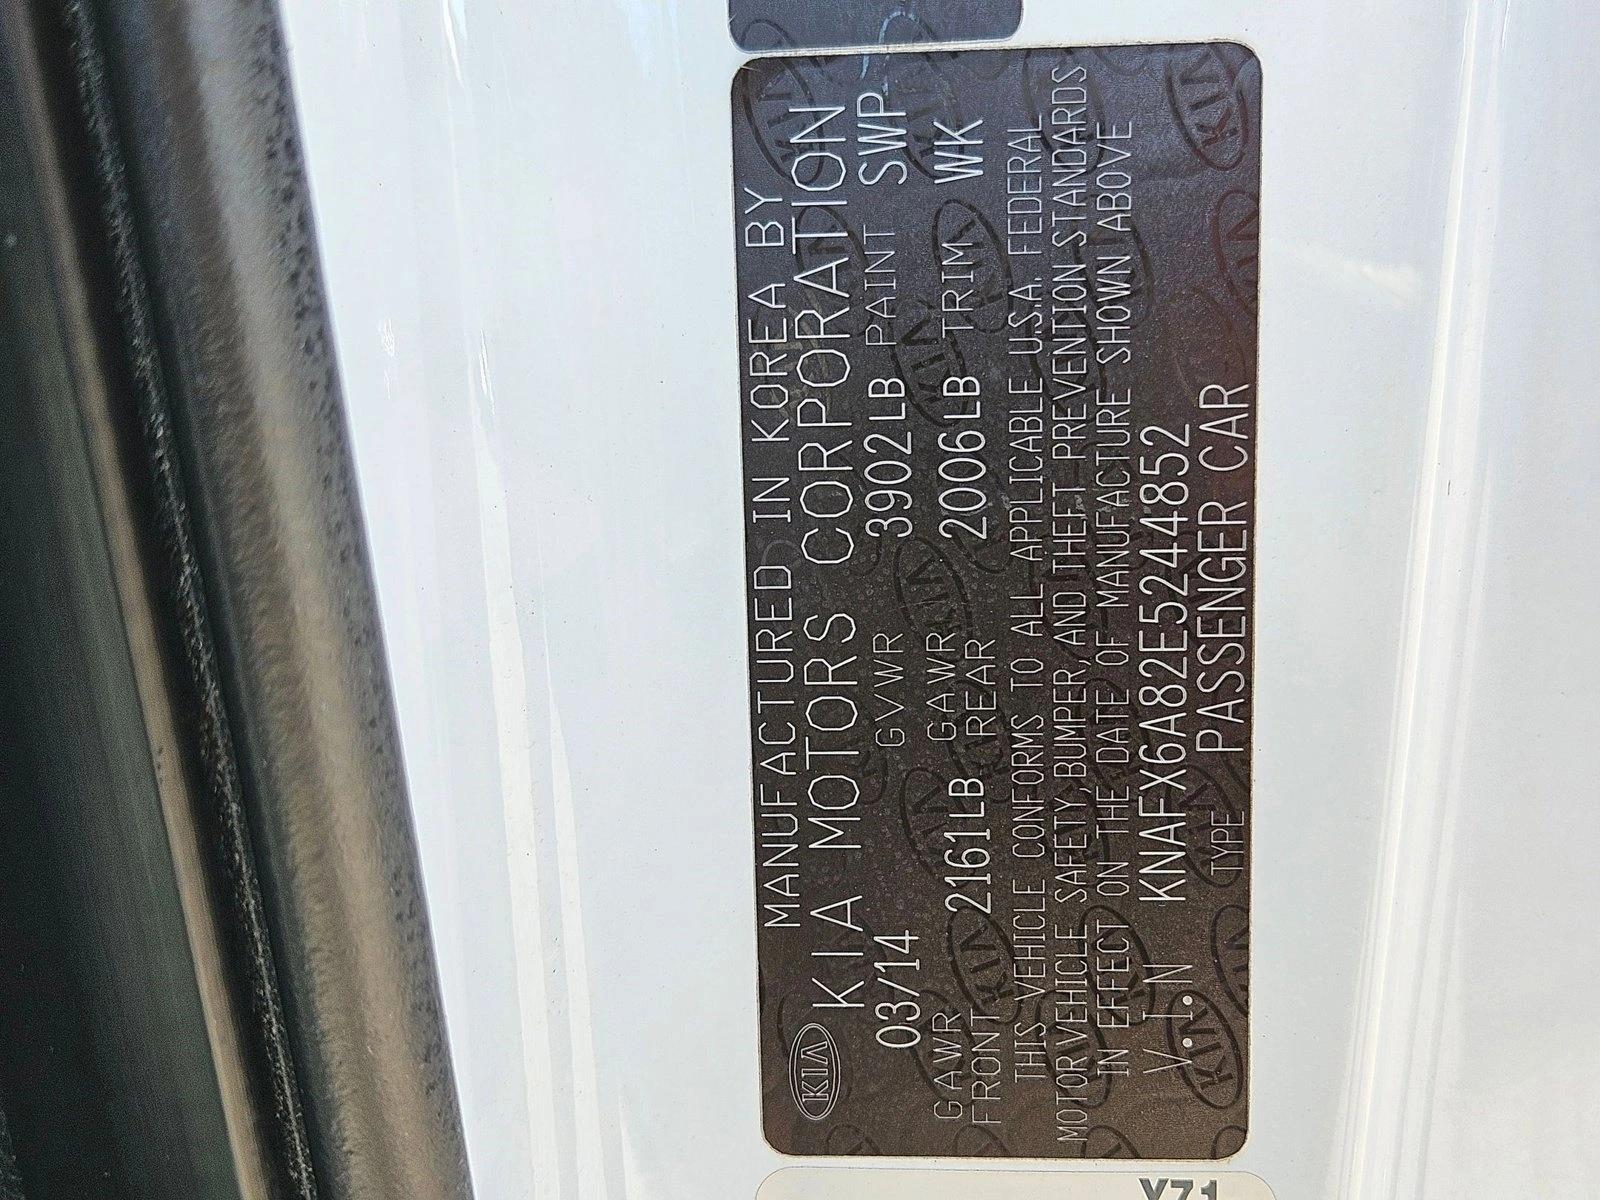 MANUFACTURED IN KOREA BY
KIA KIA MOTORS CORPORATION
03/14 GVWR 3902LB PAINT SWP
GAWR FRONT 2161LB GAWR REAR 2006LB TRIM WK
THIS VEHICLE CONFORMS TO ALL APPLICABLE U.S.A. FEDERAL
MOTOR VEHICLE SAFETY, BUMPER, AND THEFT PREVENTION STANDARDS
IN EFFECT ON THE DATE OF MANUFACTURE SHOWN ABOVE
V.I.N KNAFX6A82E5244852
TYPE PASSENGER CAR